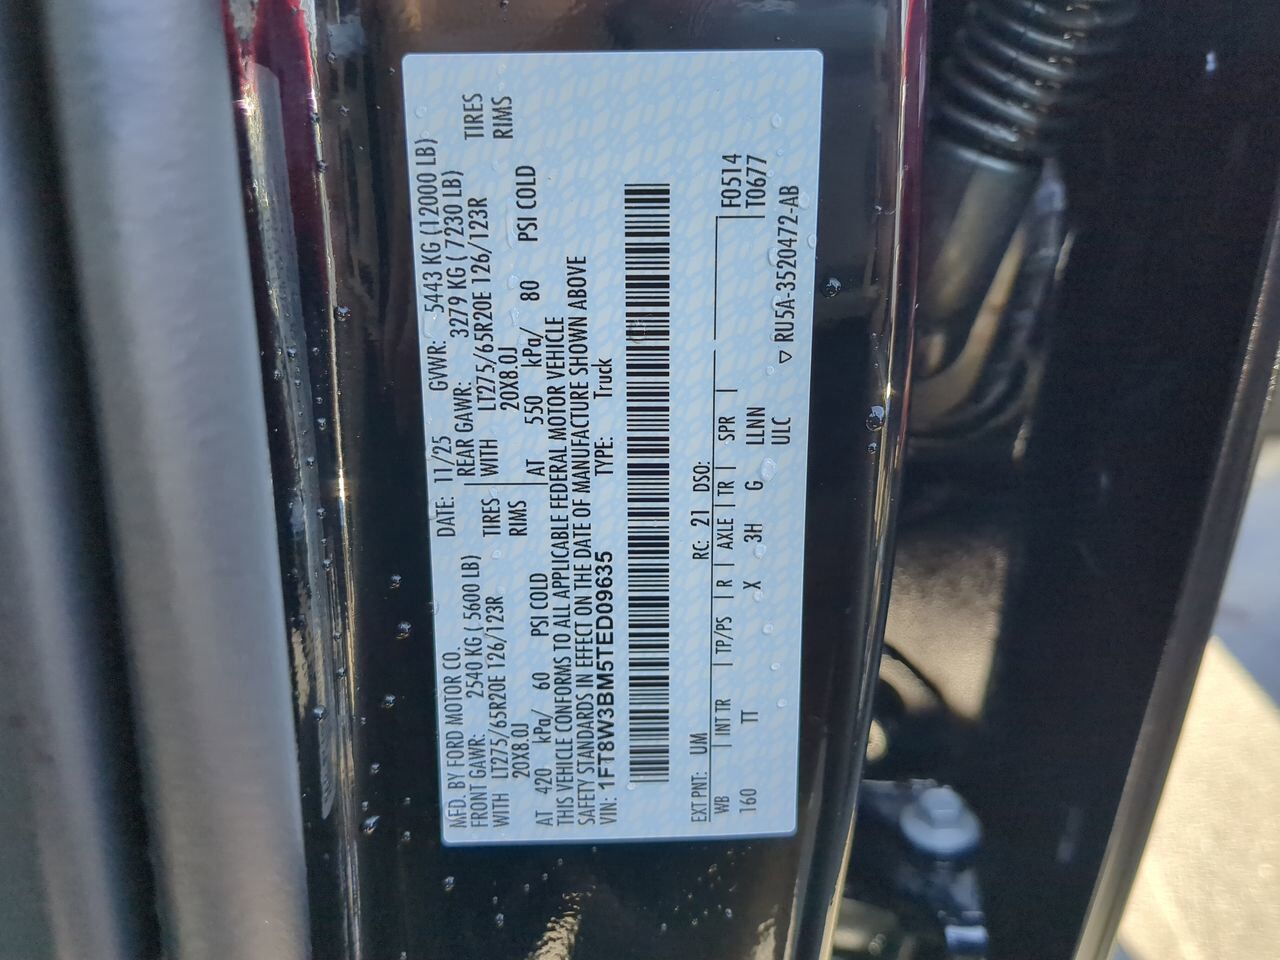 MFD. BY FORD MOTOR CO. DATE: 11/25 GVWR: 5443 KG (12000 LB)
FRONT GAWR: 2540 KG ( 5600 LB) REAR GAWR: 3279 KG ( 7230 LB)
WITH LT275/65R20E 126/123R TIRES WITH LT275/65R20E 126/123R TIRES
20X8.0J RIMS 20X8.0J RIMS
AT 420 kPa/ 60 PSI COLD AT 550 kPa/ 80 PSI COLD
THIS VEHICLE CONFORMS TO ALL APPLICABLE FEDERAL MOTOR VEHICLE
SAFETY STANDARDS IN EFFECT ON THE DATE OF MANUFACTURE SHOWN ABOVE
VIN: 1FT8W3BM5TED09635 TYPE: Truck
EXT PNT: UM RC: 21 DSO:
WB INT TR TP/PS R AXLE TR SPR F0514
160 TT X 3H G LLNN T0677
ULC ▽ RU5A-3520472-AB